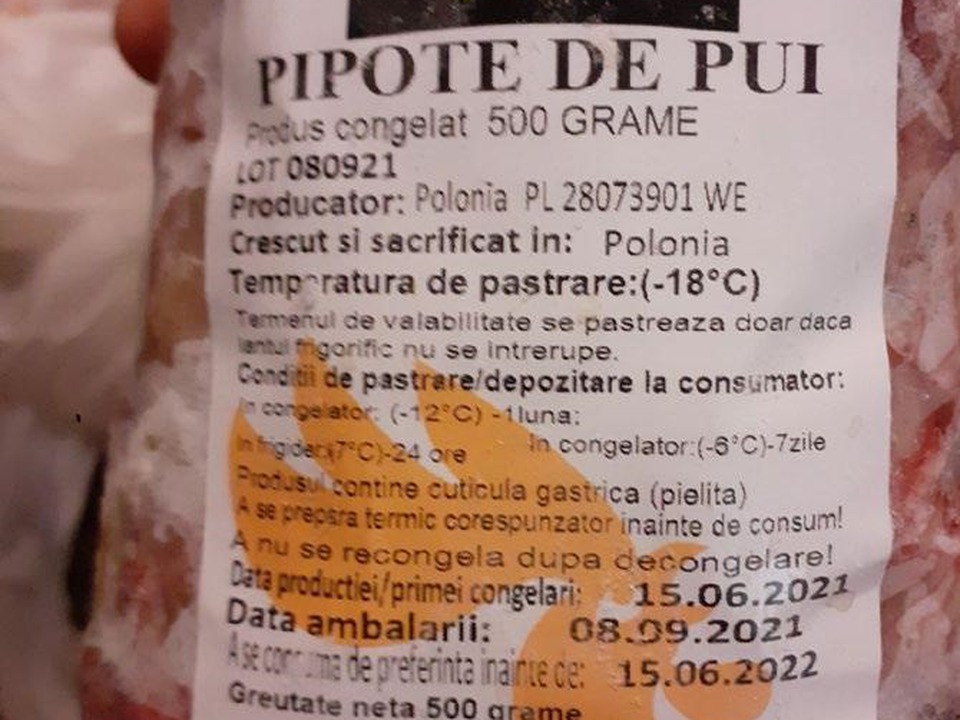 PIPOTE DE PUI
Produs congelat 500 GRAME
LOT 080921
Producator: Polonia PL 28073901 WE
Crescut si sacrificat in: Polonia
Temperatura de pastrare:(-18°C)
Termenul de valabilitate se pastreaza doar daca
lantul frigorific nu se intrerupe.
Conditii de pastrare/depozitare la consumator:
In congelator: (-12°C) -1luna;
In frigider:(7°C)-24 ore In congelator:(-6°C)-7zile
Produsul contine cuticula gastrica (pielita)
A se prepara termic corespunzator inainte de consum!
A nu se recongela dupa decongelare!
Data productiei/primei congelari: 15.06.2021
Data ambalarii: 08.09.2021
A se consuma de preferinta inainte de: 15.06.2022
Greutate neta 500 grame